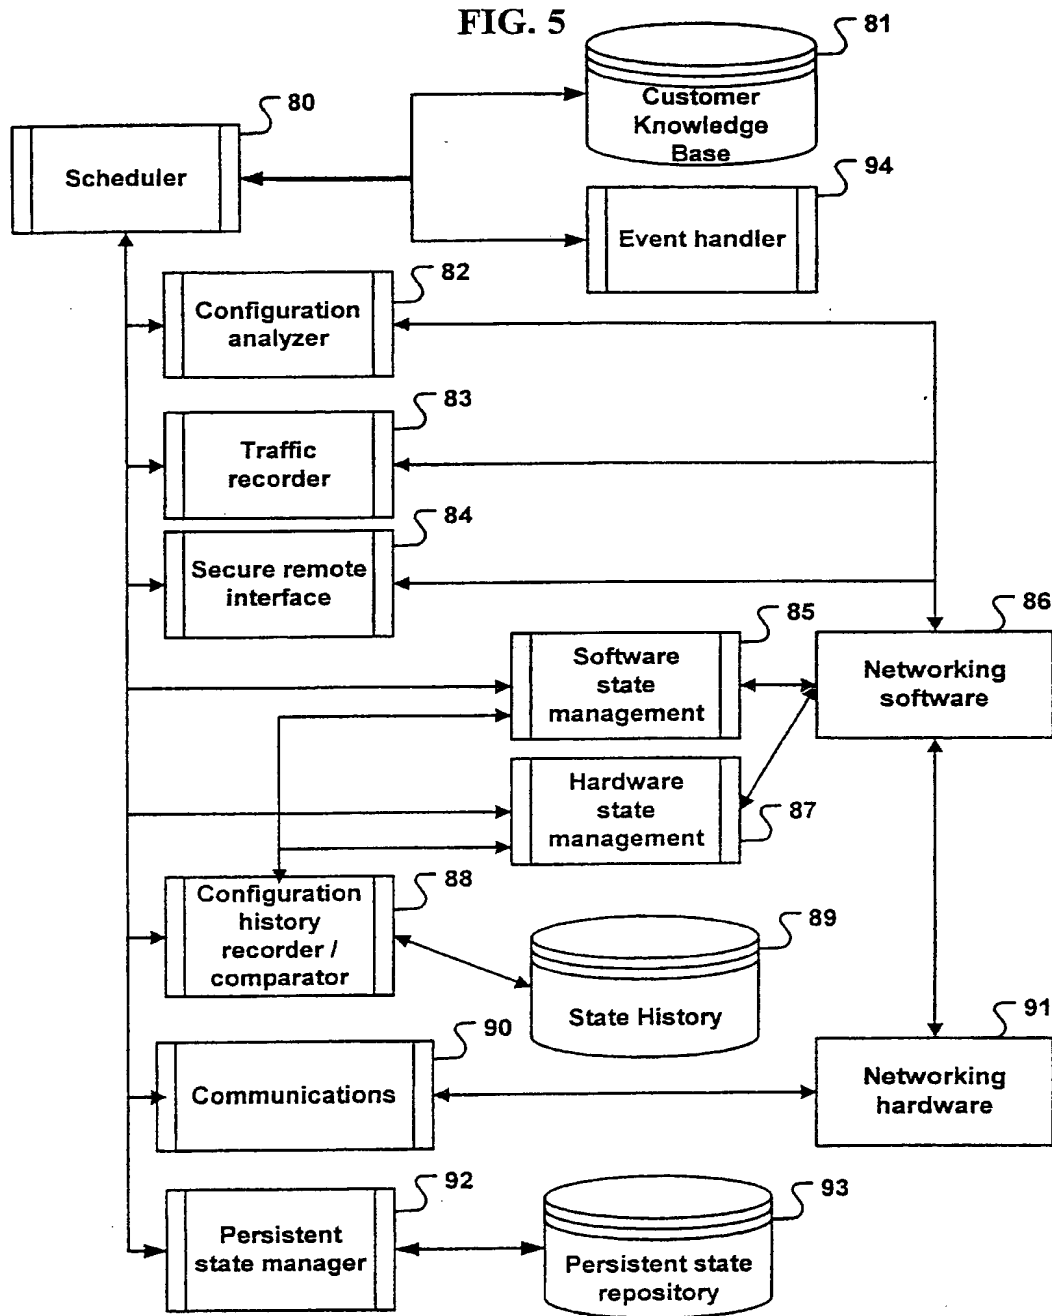 FIG. 5
81
Customer
Knowledge
Base
80
Scheduler
94
Event handler
82
Configuration
analyzer
83
Traffic
recorder
84
Secure remote
interface
85
Software
state
management
86
Networking
software
Hardware
state
management
87
88
Configuration
history
recorder /
comparator
89
State History
90
Communications
91
Networking
hardware
92
Persistent
state manager
93
Persistent state
repository